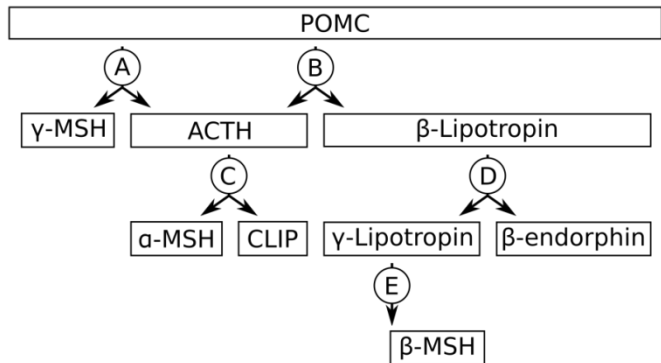 POMC
A B
γ-MSH ACTH β-Lipotropin
C D
α-MSH CLIP γ-Lipotropin β-endorphin
E
β-MSH